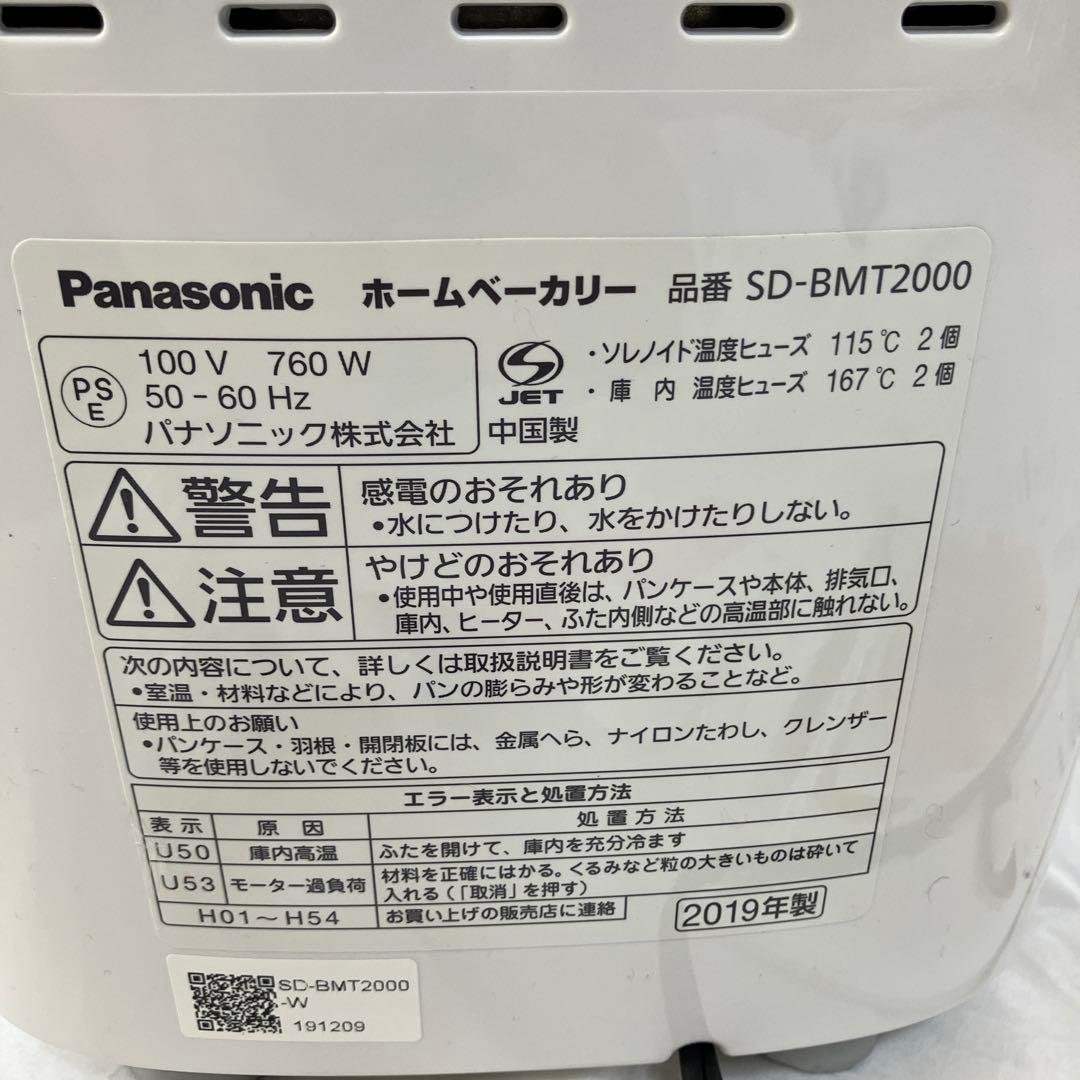 Panasonic ホームベーカリー 品番 SD-BMT2000
PS
E
100 V 760 W
50 - 60 Hz
パナソニック株式会社
JET
・ソレノイド温度ヒューズ 115℃ 2個
・庫内 温度ヒューズ 167℃ 2個
中国製
警告
感電のおそれあり
•水につけたり、水をかけたりしない。
注意
やけどのおそれあり
•使用中や使用直後は、パンケースや本体、排気口、
庫内、ヒーター、ふた内側などの高温部に触れない。
次の内容について、詳しくは取扱説明書をご覧ください。
•室温・材料などにより、パンの膨らみや形が変わることなど。
使用上のお願い
•パンケース・羽根・開閉板には、金属へら、ナイロンたわし、クレンザー
等を使用しないでください。
エラー表示と処置方法
表示 原因 処置方法
U50 庫内高温 ふたを開けて、庫内を充分冷ます
U53 モーター過負荷 材料を正確にはかる。くるみなど粒の大きいものは砕いて
入れる(「取消」を押す)
H01〜H54 お買い上げの販売店に連絡
2019年製
SD-BMT2000
-W
191209